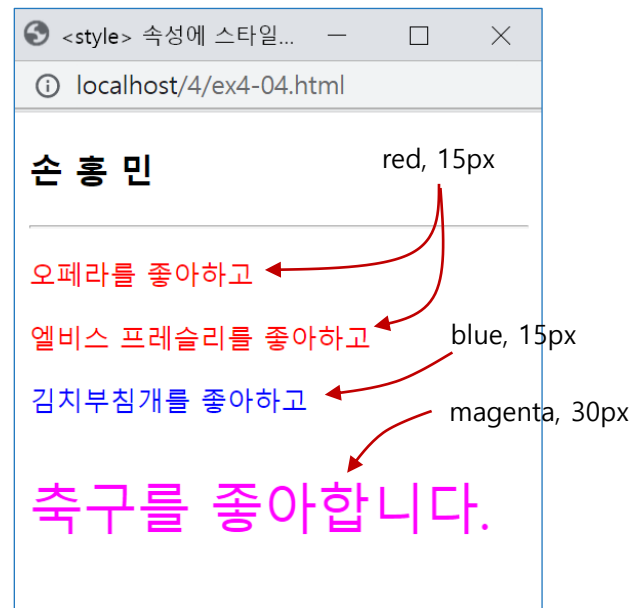 <style> 속성에 스타일...
localhost/4/ex4-04.html
손 홍 민
red, 15px
오페라를 좋아하고
엘비스 프레슬리를 좋아하고
blue, 15px
김치부침개를 좋아하고
magenta, 30px
축구를 좋아합니다.